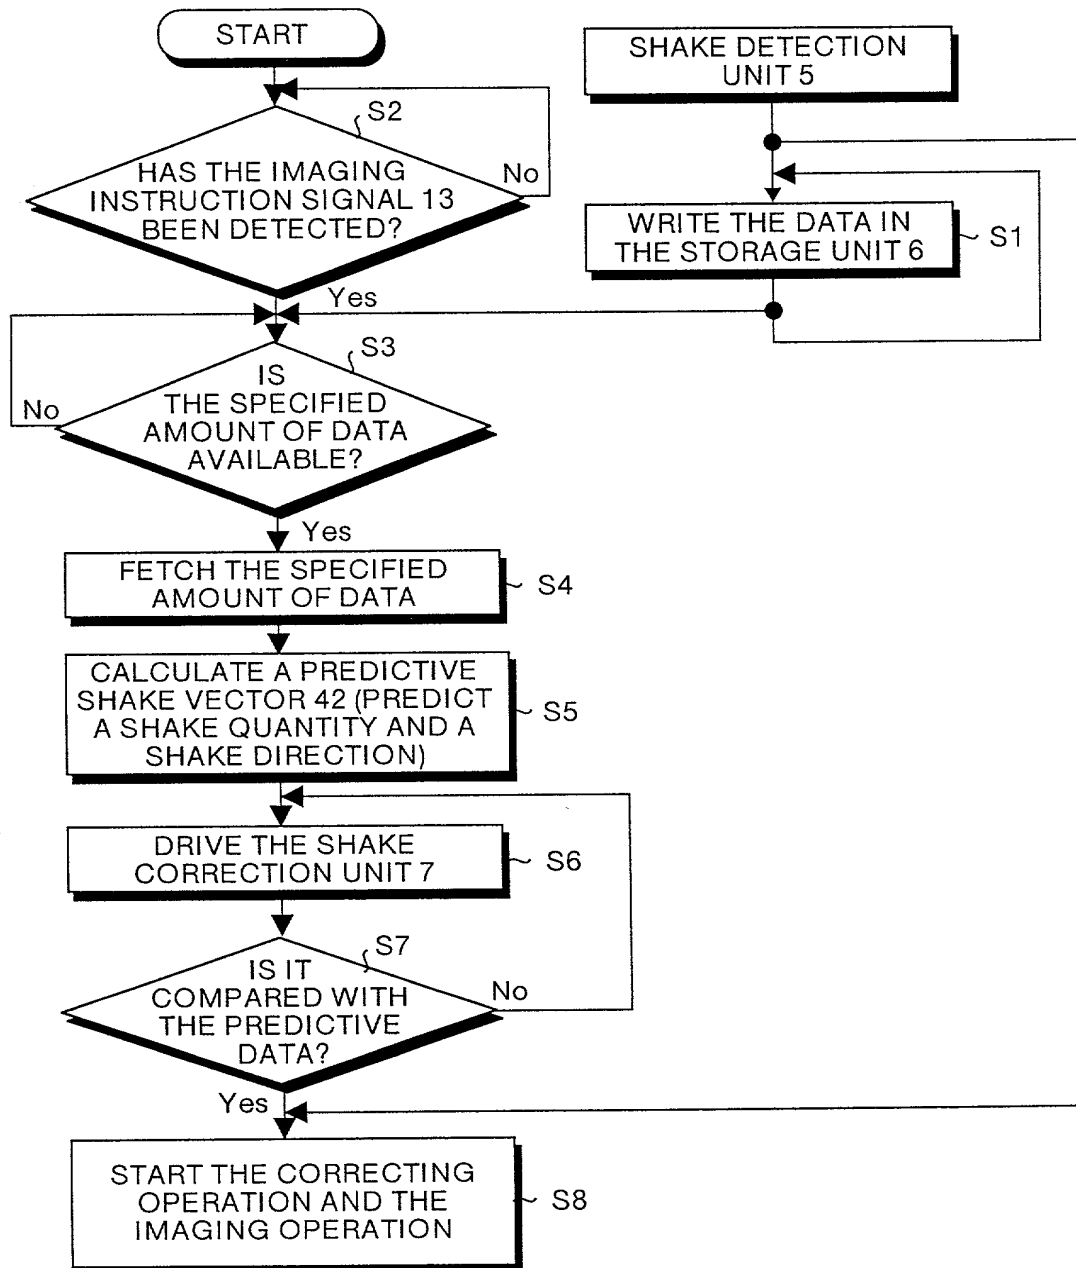 START
SHAKE DETECTION
UNIT 5
S2
HAS THE IMAGING
INSTRUCTION SIGNAL 13
BEEN DETECTED?
No
WRITE THE DATA IN
THE STORAGE UNIT 6
S1
Yes
S3
IS
THE SPECIFIED
AMOUNT OF DATA
AVAILABLE?
No
Yes
FETCH THE SPECIFIED
AMOUNT OF DATA
S4
CALCULATE A PREDICTIVE
SHAKE VECTOR 42 (PREDICT
A SHAKE QUANTITY AND A
SHAKE DIRECTION)
S5
DRIVE THE SHAKE
CORRECTION UNIT 7
S6
S7
IS IT
COMPARED WITH
THE PREDICTIVE
DATA?
No
Yes
START THE CORRECTING
OPERATION AND THE
IMAGING OPERATION
S8